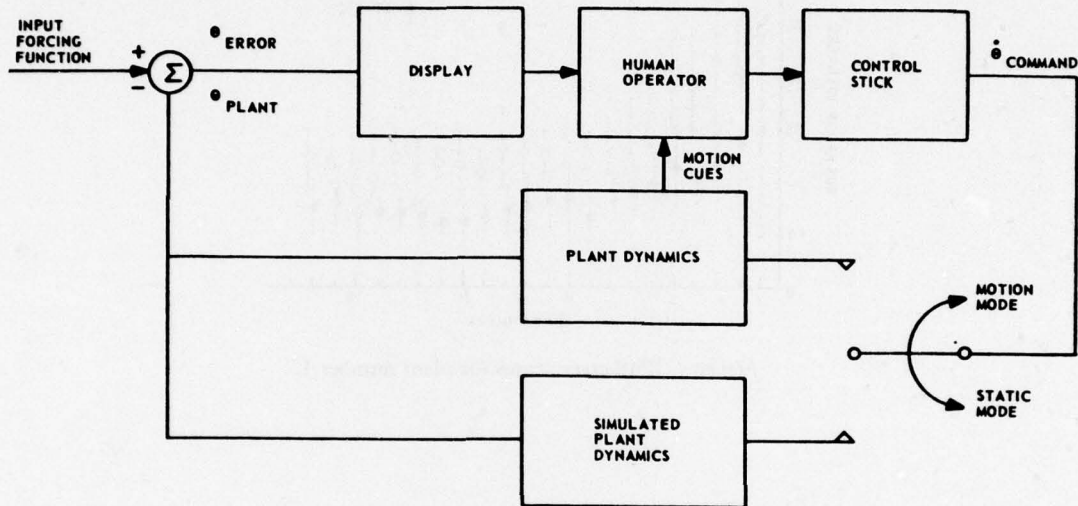 INPUT
FORCING
FUNCTION
+
-
Σ
θ ERROR
θ PLANT
DISPLAY
HUMAN
OPERATOR
CONTROL
STICK
θ̇ COMMAND
MOTION
CUES
PLANT DYNAMICS
MOTION
MODE
STATIC
MODE
SIMULATED
PLANT
DYNAMICS